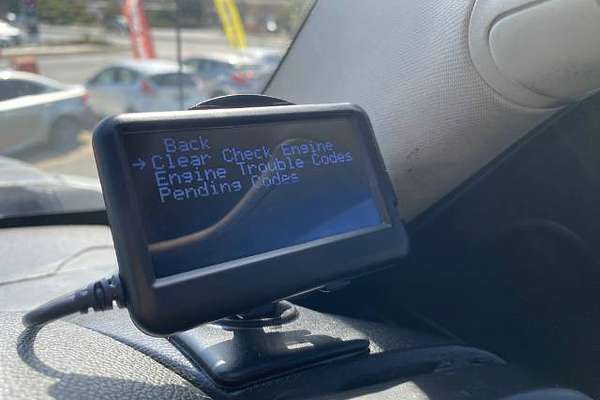 Back
→Clear Check Engine
Engine Trouble Codes
Pending Codes